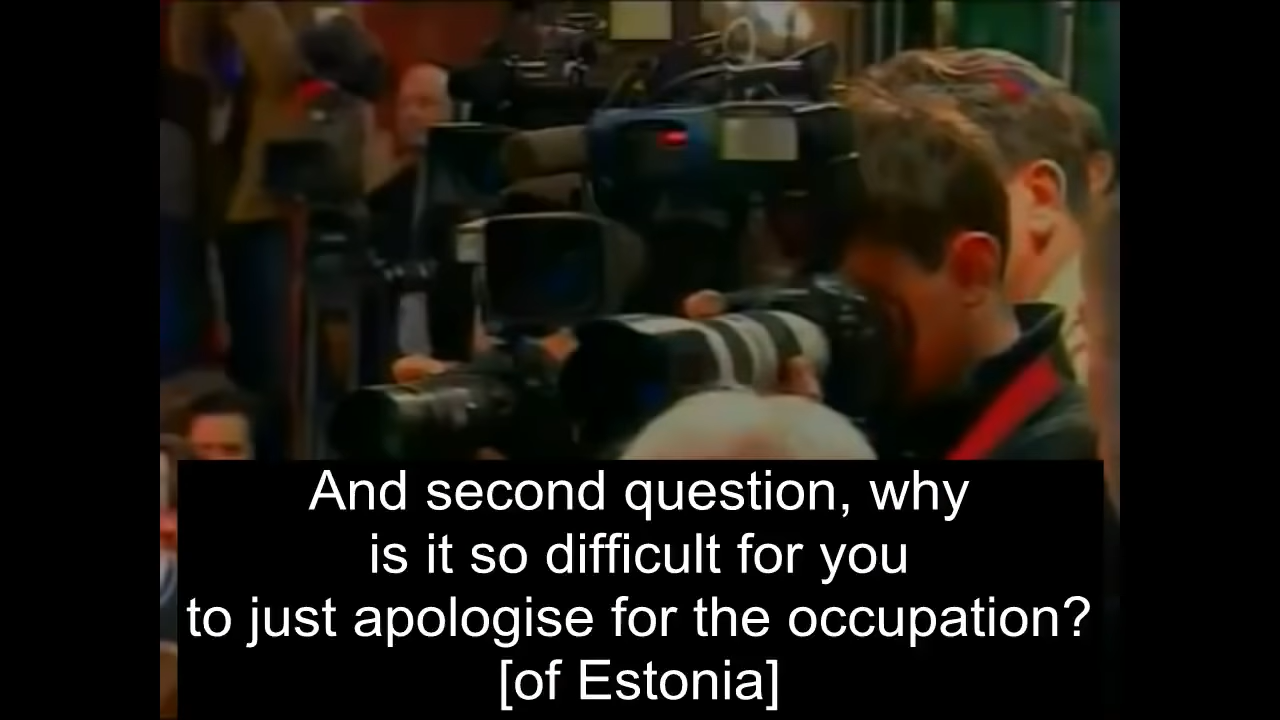 And second question, why
is it so difficult for you
to just apologise for the occupation?
[of Estonia]